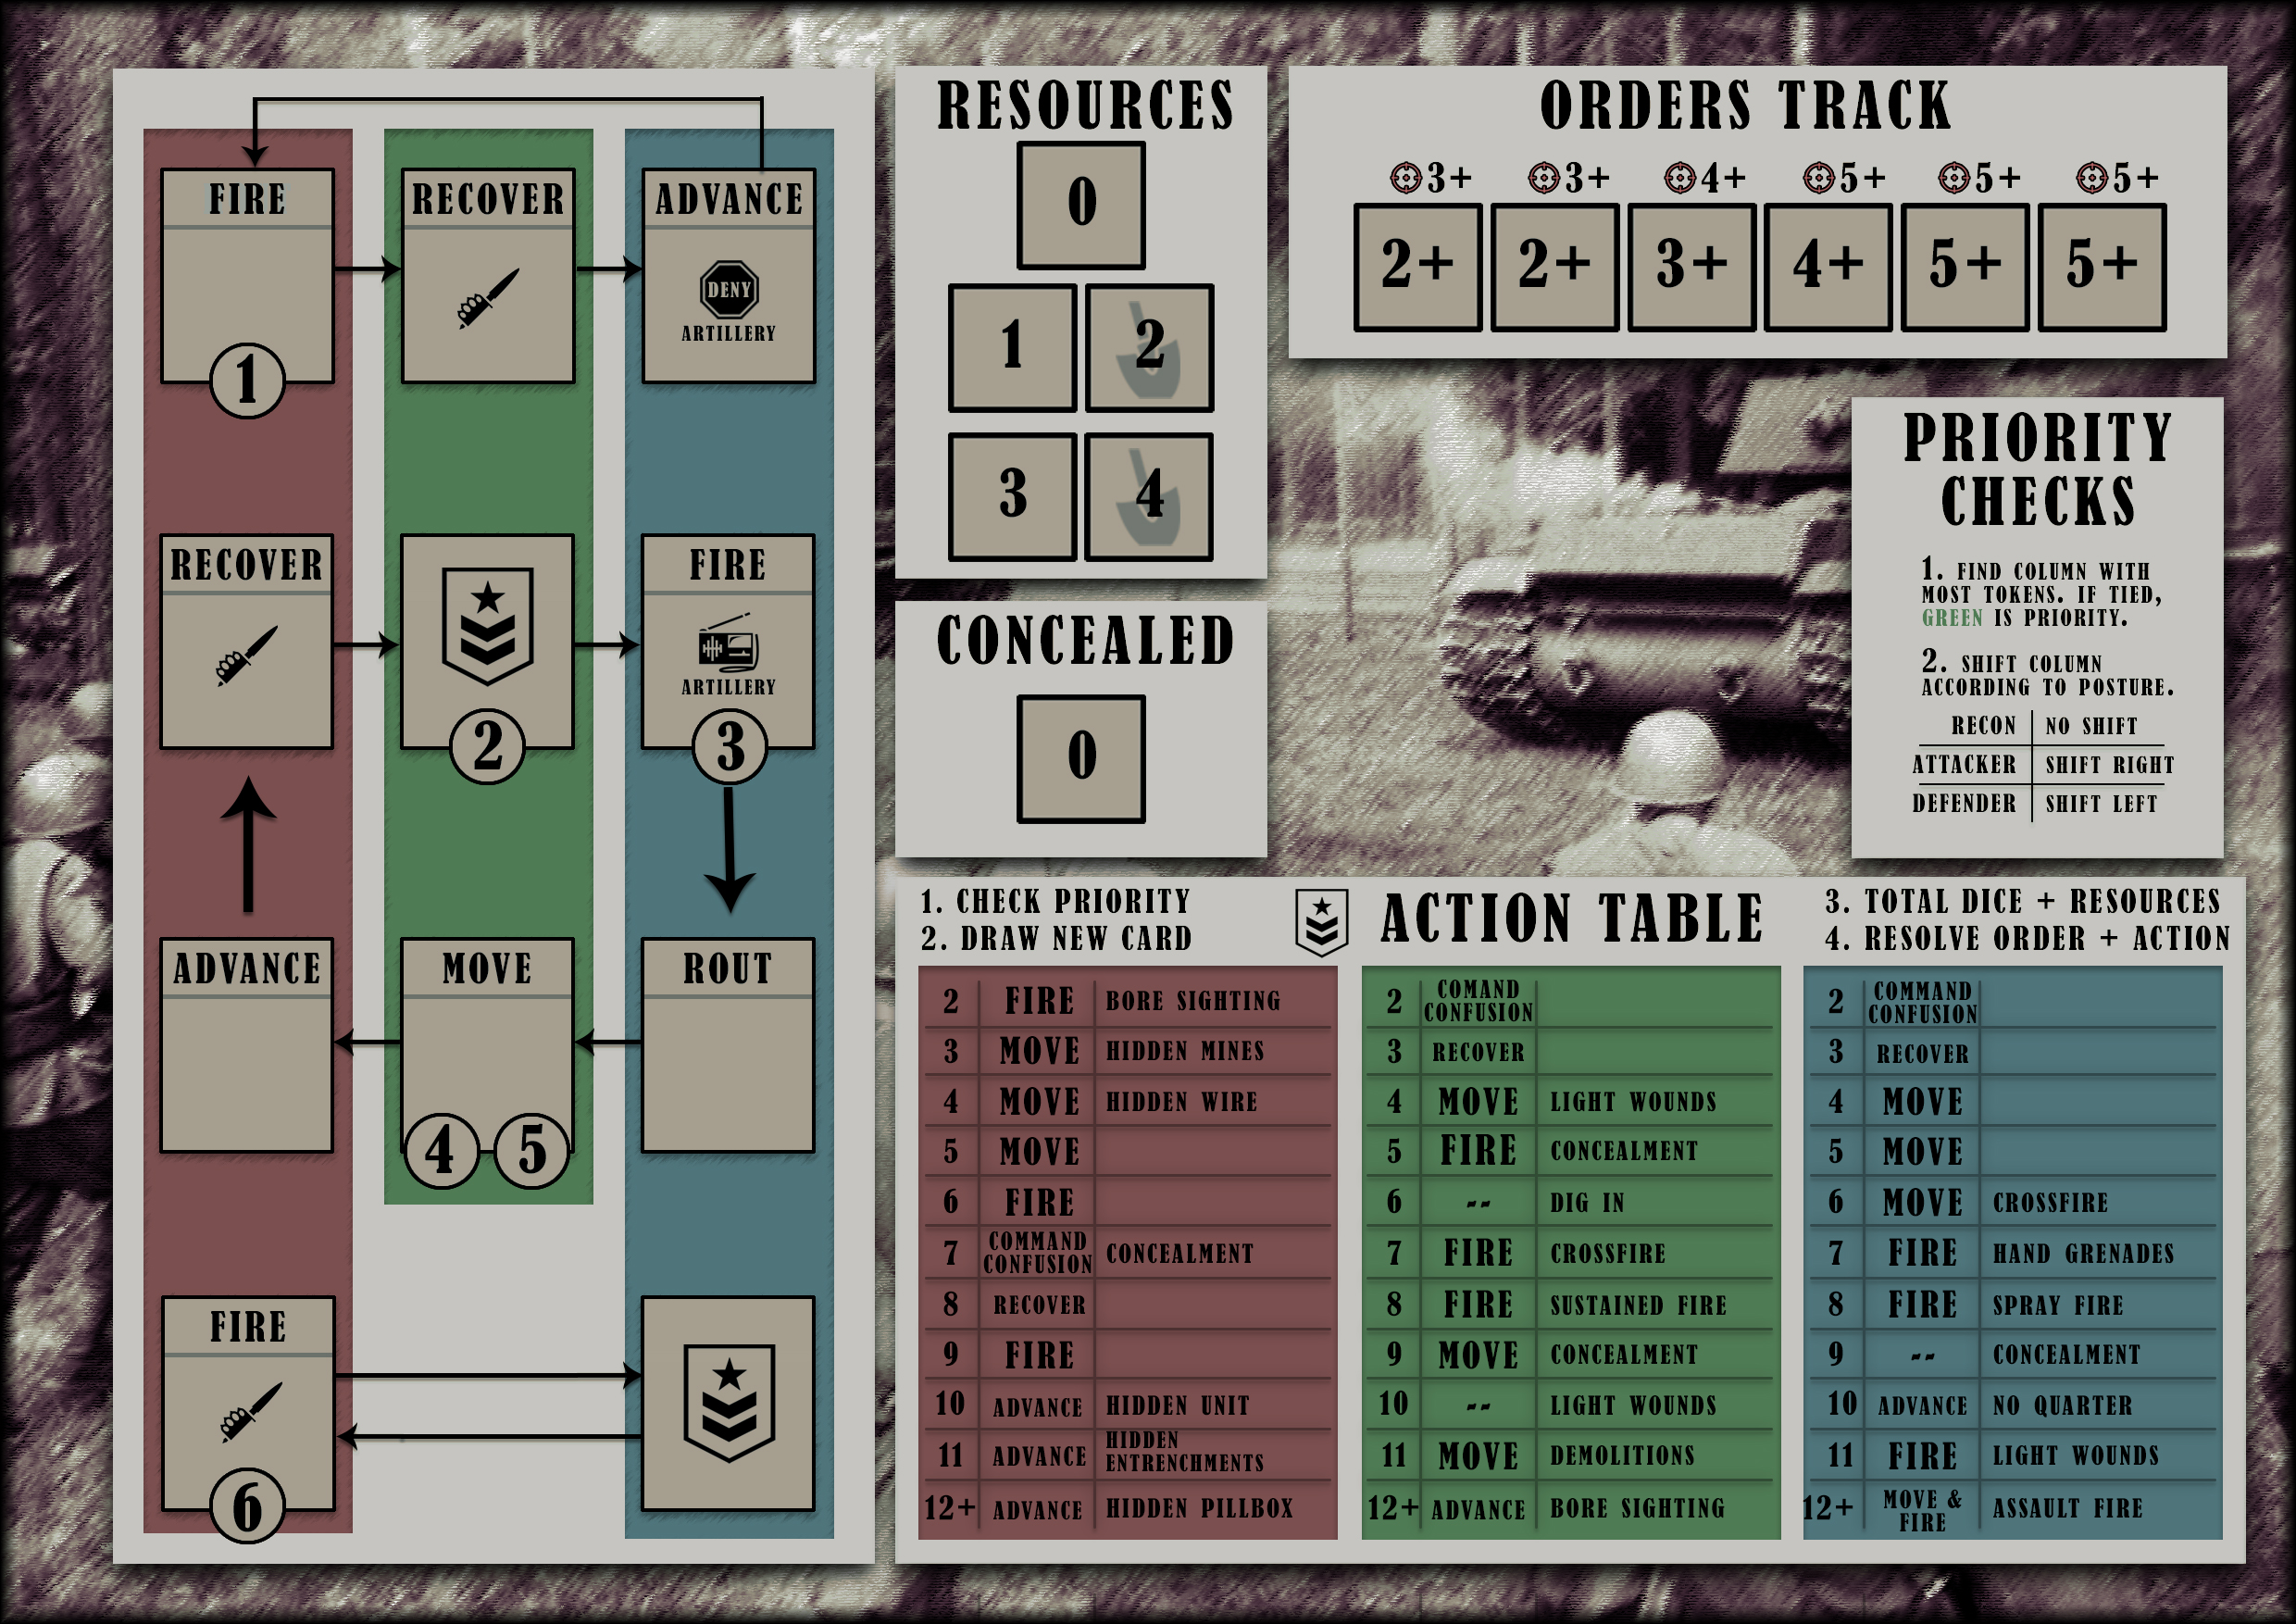 FIRE
1
RECOVER
ADVANCE
DENY
ARTILLERY
RECOVER
2
FIRE
ARTILLERY
3
ADVANCE
MOVE
4 5
ROUT
FIRE
6
RESOURCES
0
1 2
3 4
CONCEALED
0
ORDERS TRACK
3+ 3+ 4+ 5+ 5+ 5+
2+ 2+ 3+ 4+ 5+ 5+
PRIORITY
CHECKS
1. FIND COLUMN WITH
MOST TOKENS. IF TIED,
GREEN IS PRIORITY.
2. SHIFT COLUMN
ACCORDING TO POSTURE.
RECON NO SHIFT
ATTACKER SHIFT RIGHT
DEFENDER SHIFT LEFT
1. CHECK PRIORITY
2. DRAW NEW CARD
ACTION TABLE
3. TOTAL DICE + RESOURCES
4. RESOLVE ORDER + ACTION
2 FIRE BORE SIGHTING
3 MOVE HIDDEN MINES
4 MOVE HIDDEN WIRE
5 MOVE
6 FIRE
7 COMMAND
CONFUSION CONCEALMENT
8 RECOVER
9 FIRE
10 ADVANCE HIDDEN UNIT
11 ADVANCE HIDDEN
ENTRENCHMENTS
12+ ADVANCE HIDDEN PILLBOX
2 COMAND
CONFUSION
3 RECOVER
4 MOVE LIGHT WOUNDS
5 FIRE CONCEALMENT
6 -- DIG IN
7 FIRE CROSSFIRE
8 FIRE SUSTAINED FIRE
9 MOVE CONCEALMENT
10 -- LIGHT WOUNDS
11 MOVE DEMOLITIONS
12+ ADVANCE BORE SIGHTING
2 COMMAND
CONFUSION
3 RECOVER
4 MOVE
5 MOVE
6 MOVE CROSSFIRE
7 FIRE HAND GRENADES
8 FIRE SPRAY FIRE
9 -- CONCEALMENT
10 ADVANCE NO QUARTER
11 FIRE LIGHT WOUNDS
12+ MOVE &
FIRE ASSAULT FIRE